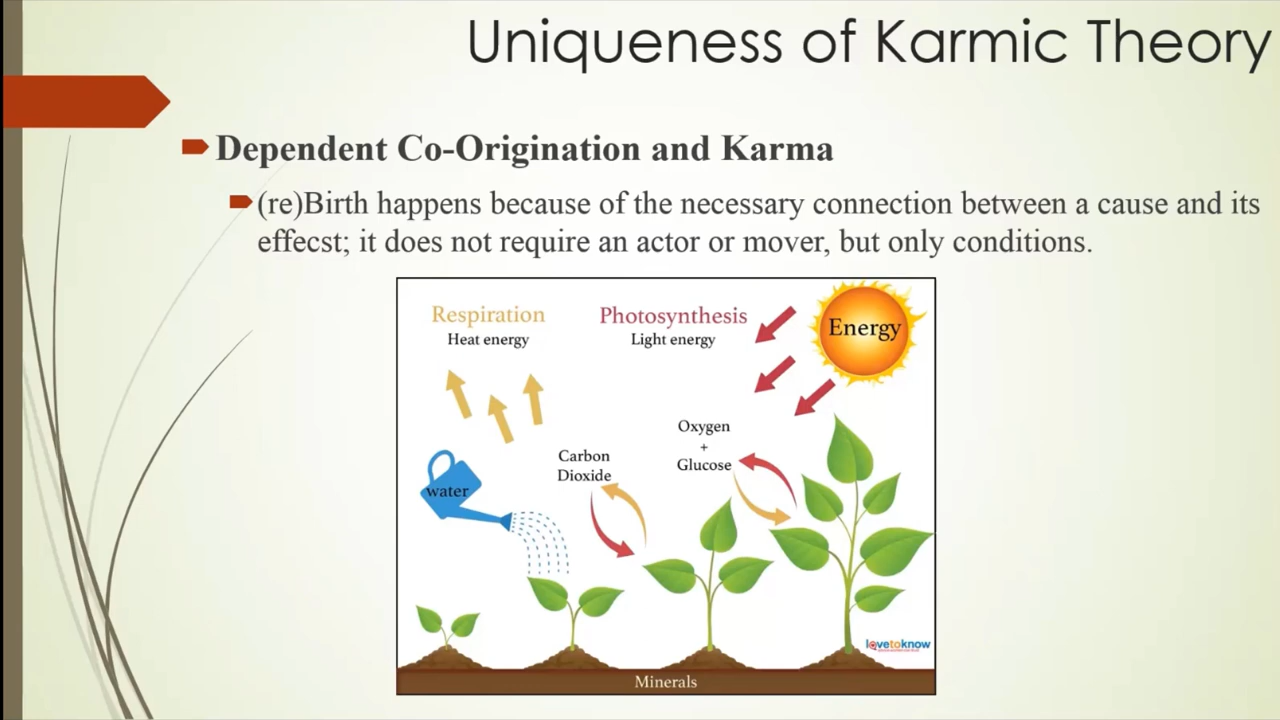 Uniqueness of Karmic Theory
Dependent Co-Origination and Karma
(re)Birth happens because of the necessary connection between a cause and its
effecst; it does not require an actor or mover, but only conditions.
Respiration
Heat energy
Photosynthesis
Light energy
Energy
water
Carbon
Dioxide
Oxygen
+
Glucose
lovetoknow
Minerals